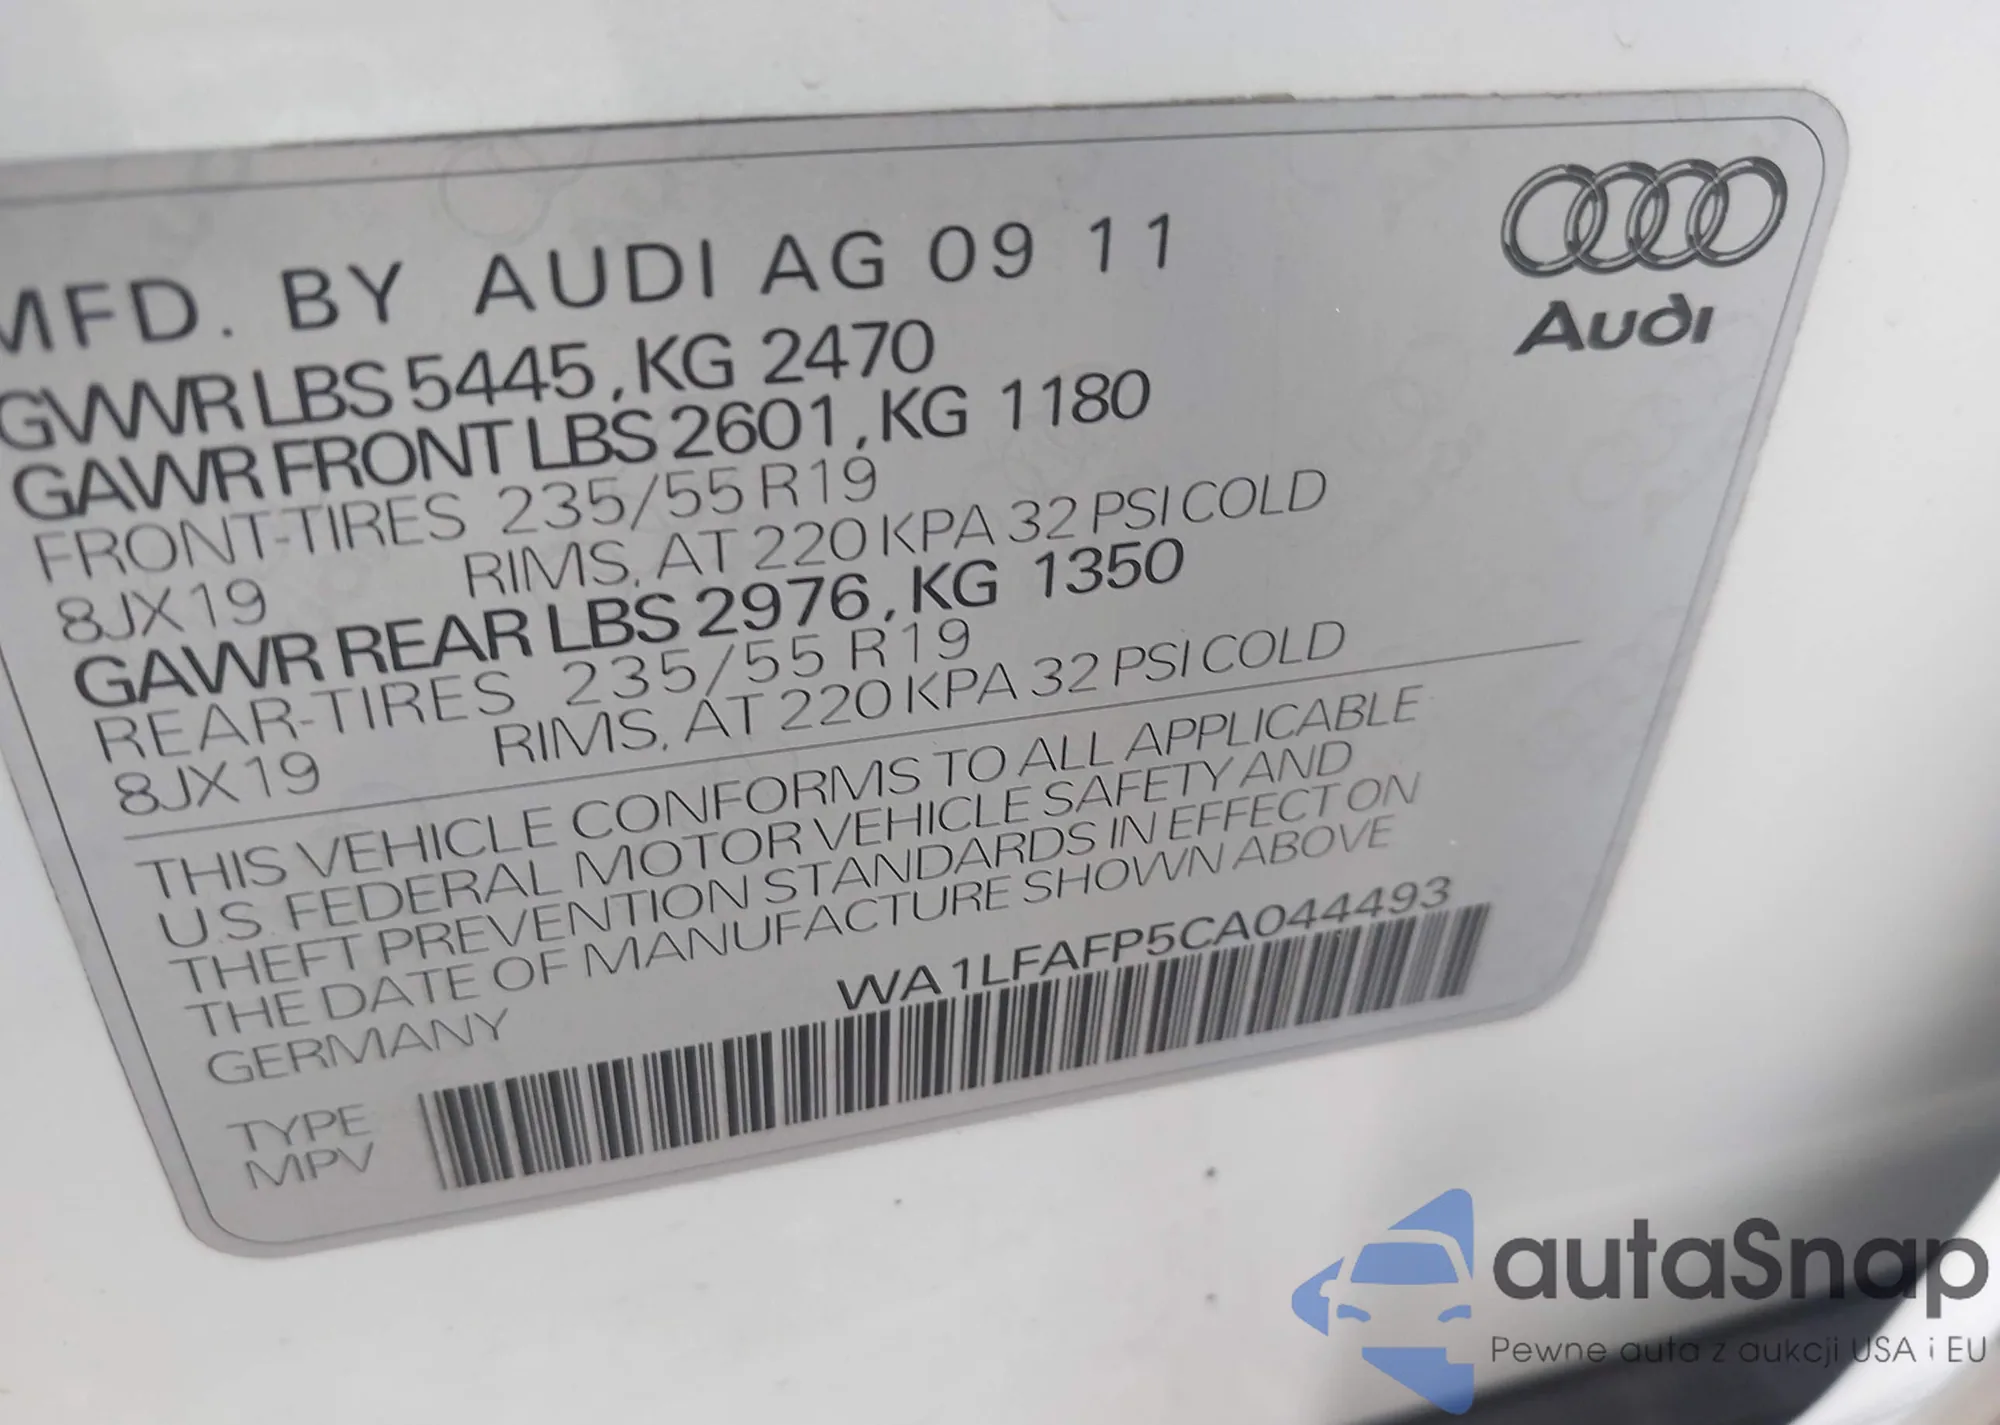 MFD. BY AUDI AG 09 11
GVWR LBS 5445, KG 2470
GAWR FRONT LBS 2601, KG 1180
FRONT-TIRES 235/55 R19
8JX19 RIMS, AT 220 KPA 32 PSI COLD
GAWR REAR LBS 2976, KG 1350
REAR-TIRES 235/55 R19
8JX19 RIMS, AT 220 KPA 32 PSI COLD
THIS VEHICLE CONFORMS TO ALL APPLICABLE
U.S. FEDERAL MOTOR VEHICLE SAFETY AND
THEFT PREVENTION STANDARDS IN EFFECT ON
THE DATE OF MANUFACTURE SHOWN ABOVE
GERMANY WA1LFAFP5CA044493
TYPE
MPV
Audi
autaSnap
Pewne auta z aukcji USA i EU